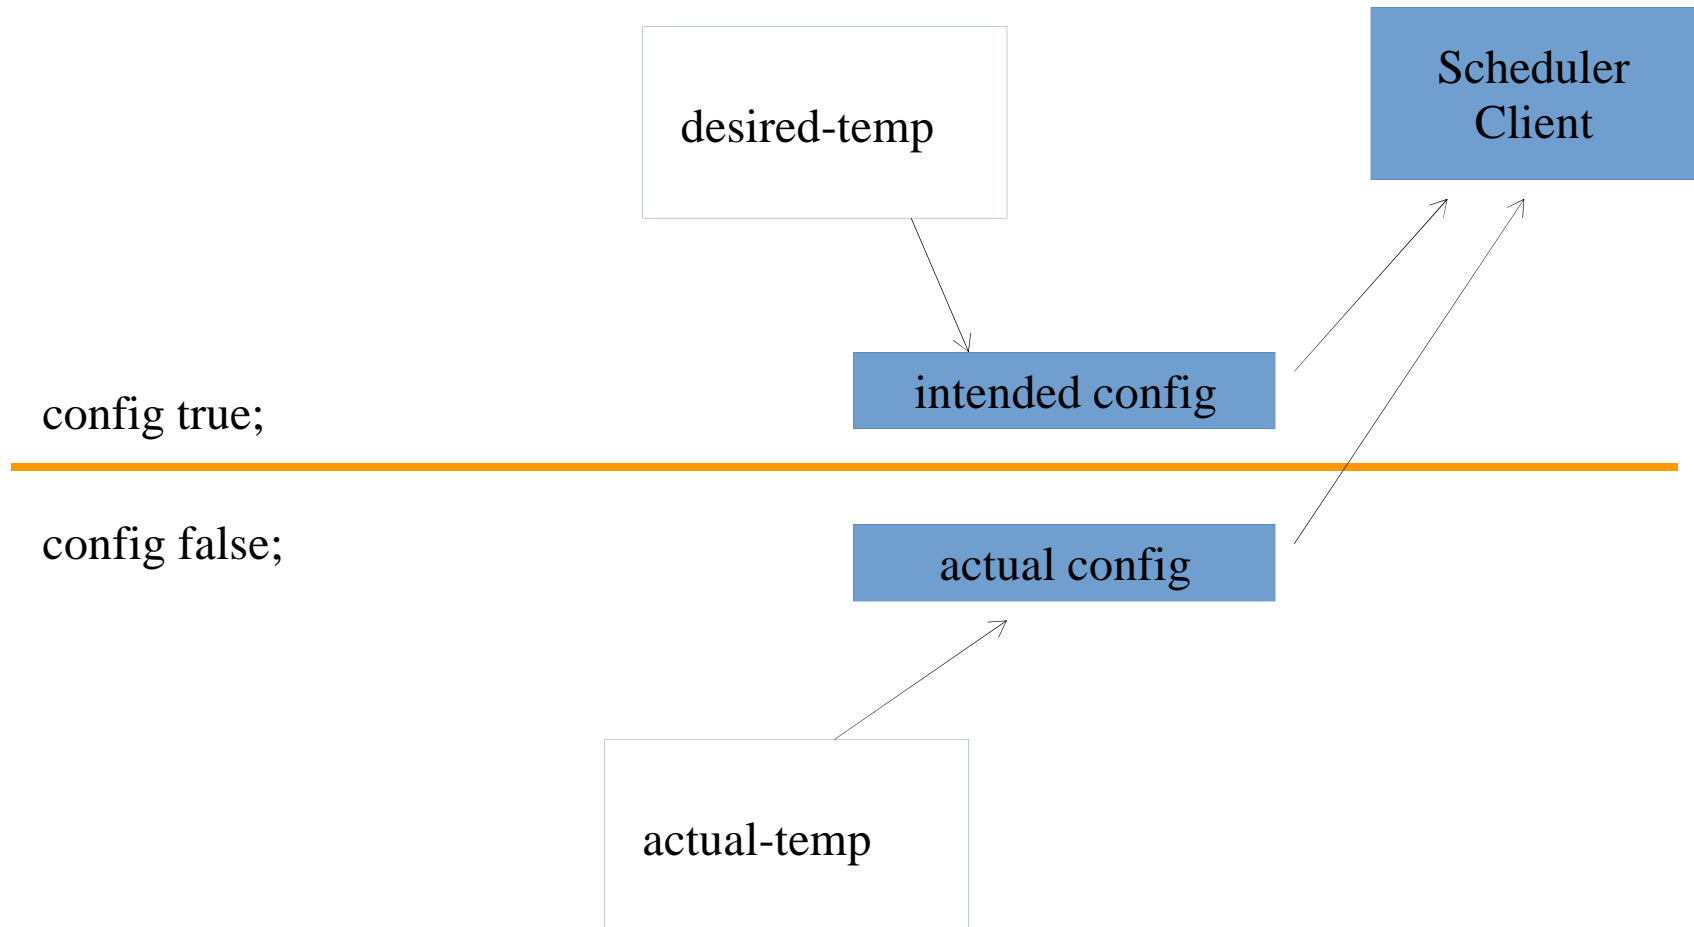 Scheduler
Client
desired-temp
intended config
config true;
config false;
actual config
actual-temp